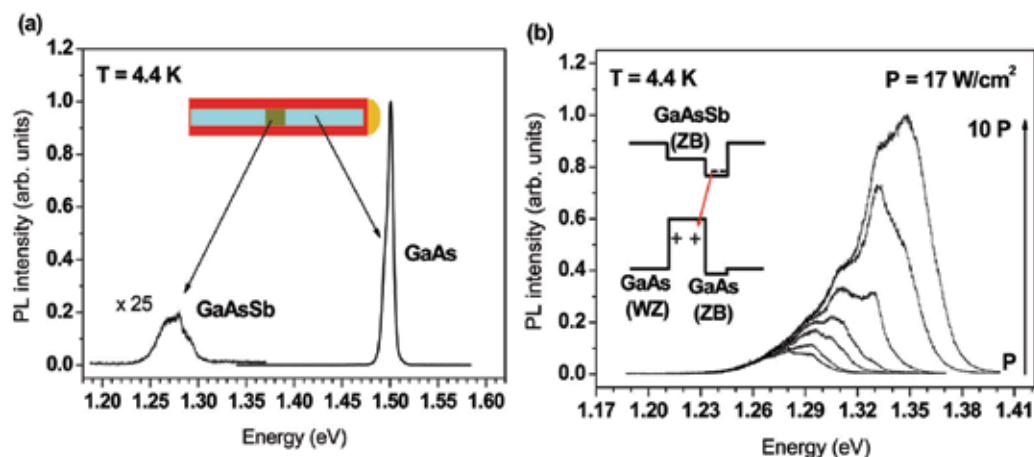 (a)
T = 4.4 K
x 25
GaAsSb
GaAs
PL intensity (arb. units)
1.2
1.0
0.8
0.6
0.4
0.2
0.0
1.20 1.25 1.30 1.35 1.40 1.45 1.50 1.55 1.60
Energy (eV)
(b)
T = 4.4 K
P = 17 W/cm²
10 P
GaAsSb
(ZB)
+ +
GaAs
(WZ)
GaAs
(ZB)
P
PL intensity (arb. units)
1.2
1.0
0.8
0.6
0.4
0.2
0.0
1.17 1.20 1.23 1.26 1.29 1.32 1.35 1.38 1.41
Energy (eV)